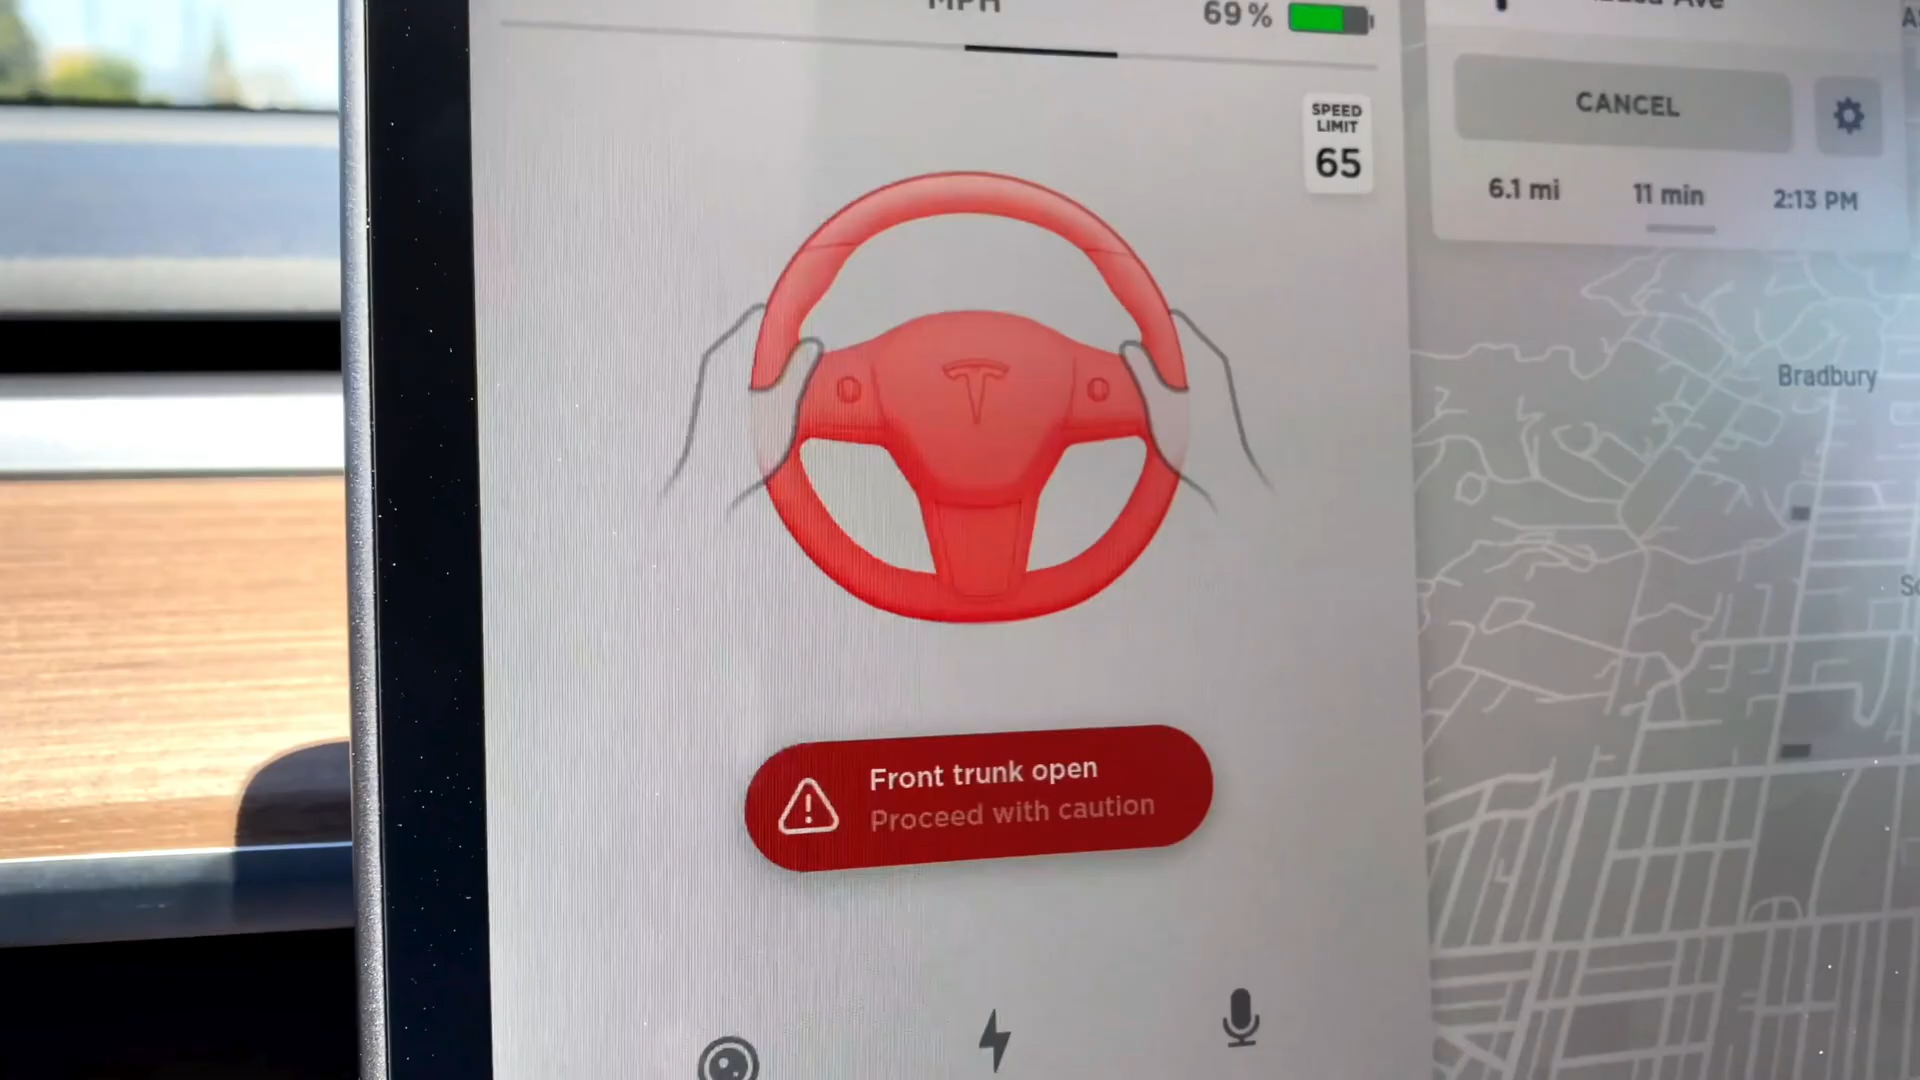 MPH
69%
SPEED
LIMIT
65
CANCEL
6.1 mi
11 min
2:13 PM
Bradbury
Front trunk open
Proceed with caution